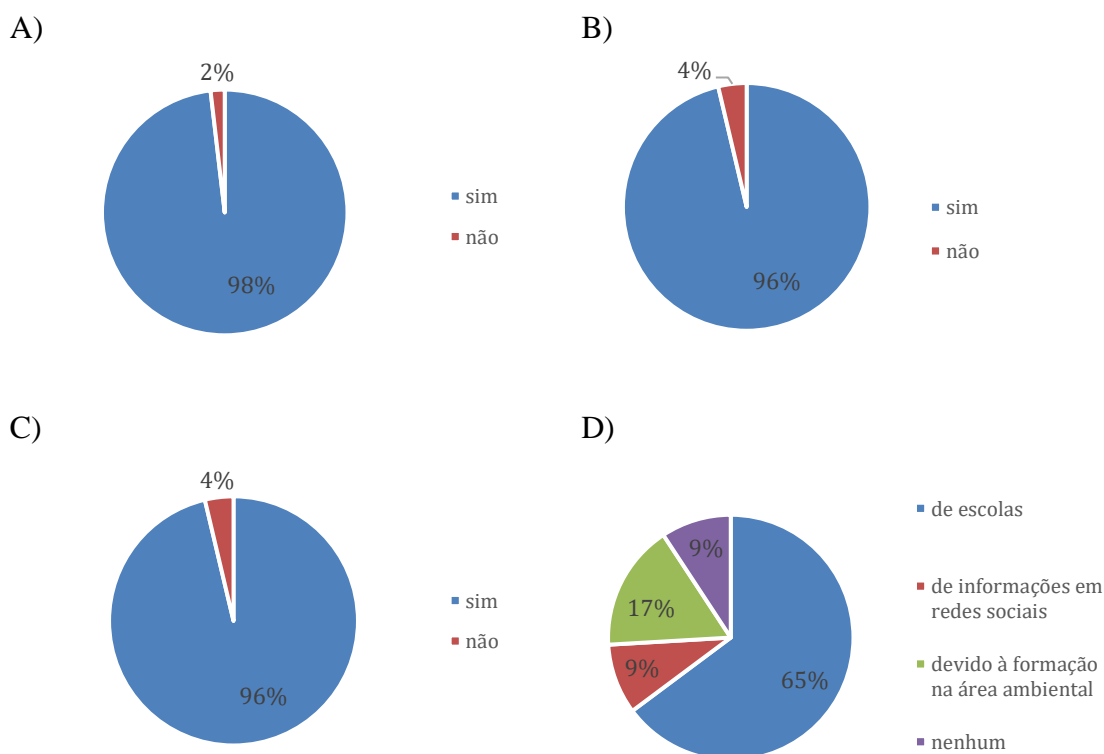 A)
2%
98%
sim
não
B)
4%
96%
sim
não
C)
4%
96%
sim
não
D)
9%
17%
9%
65%
de escolas
de informações em
redes sociais
devido à formação
na área ambiental
nenhum